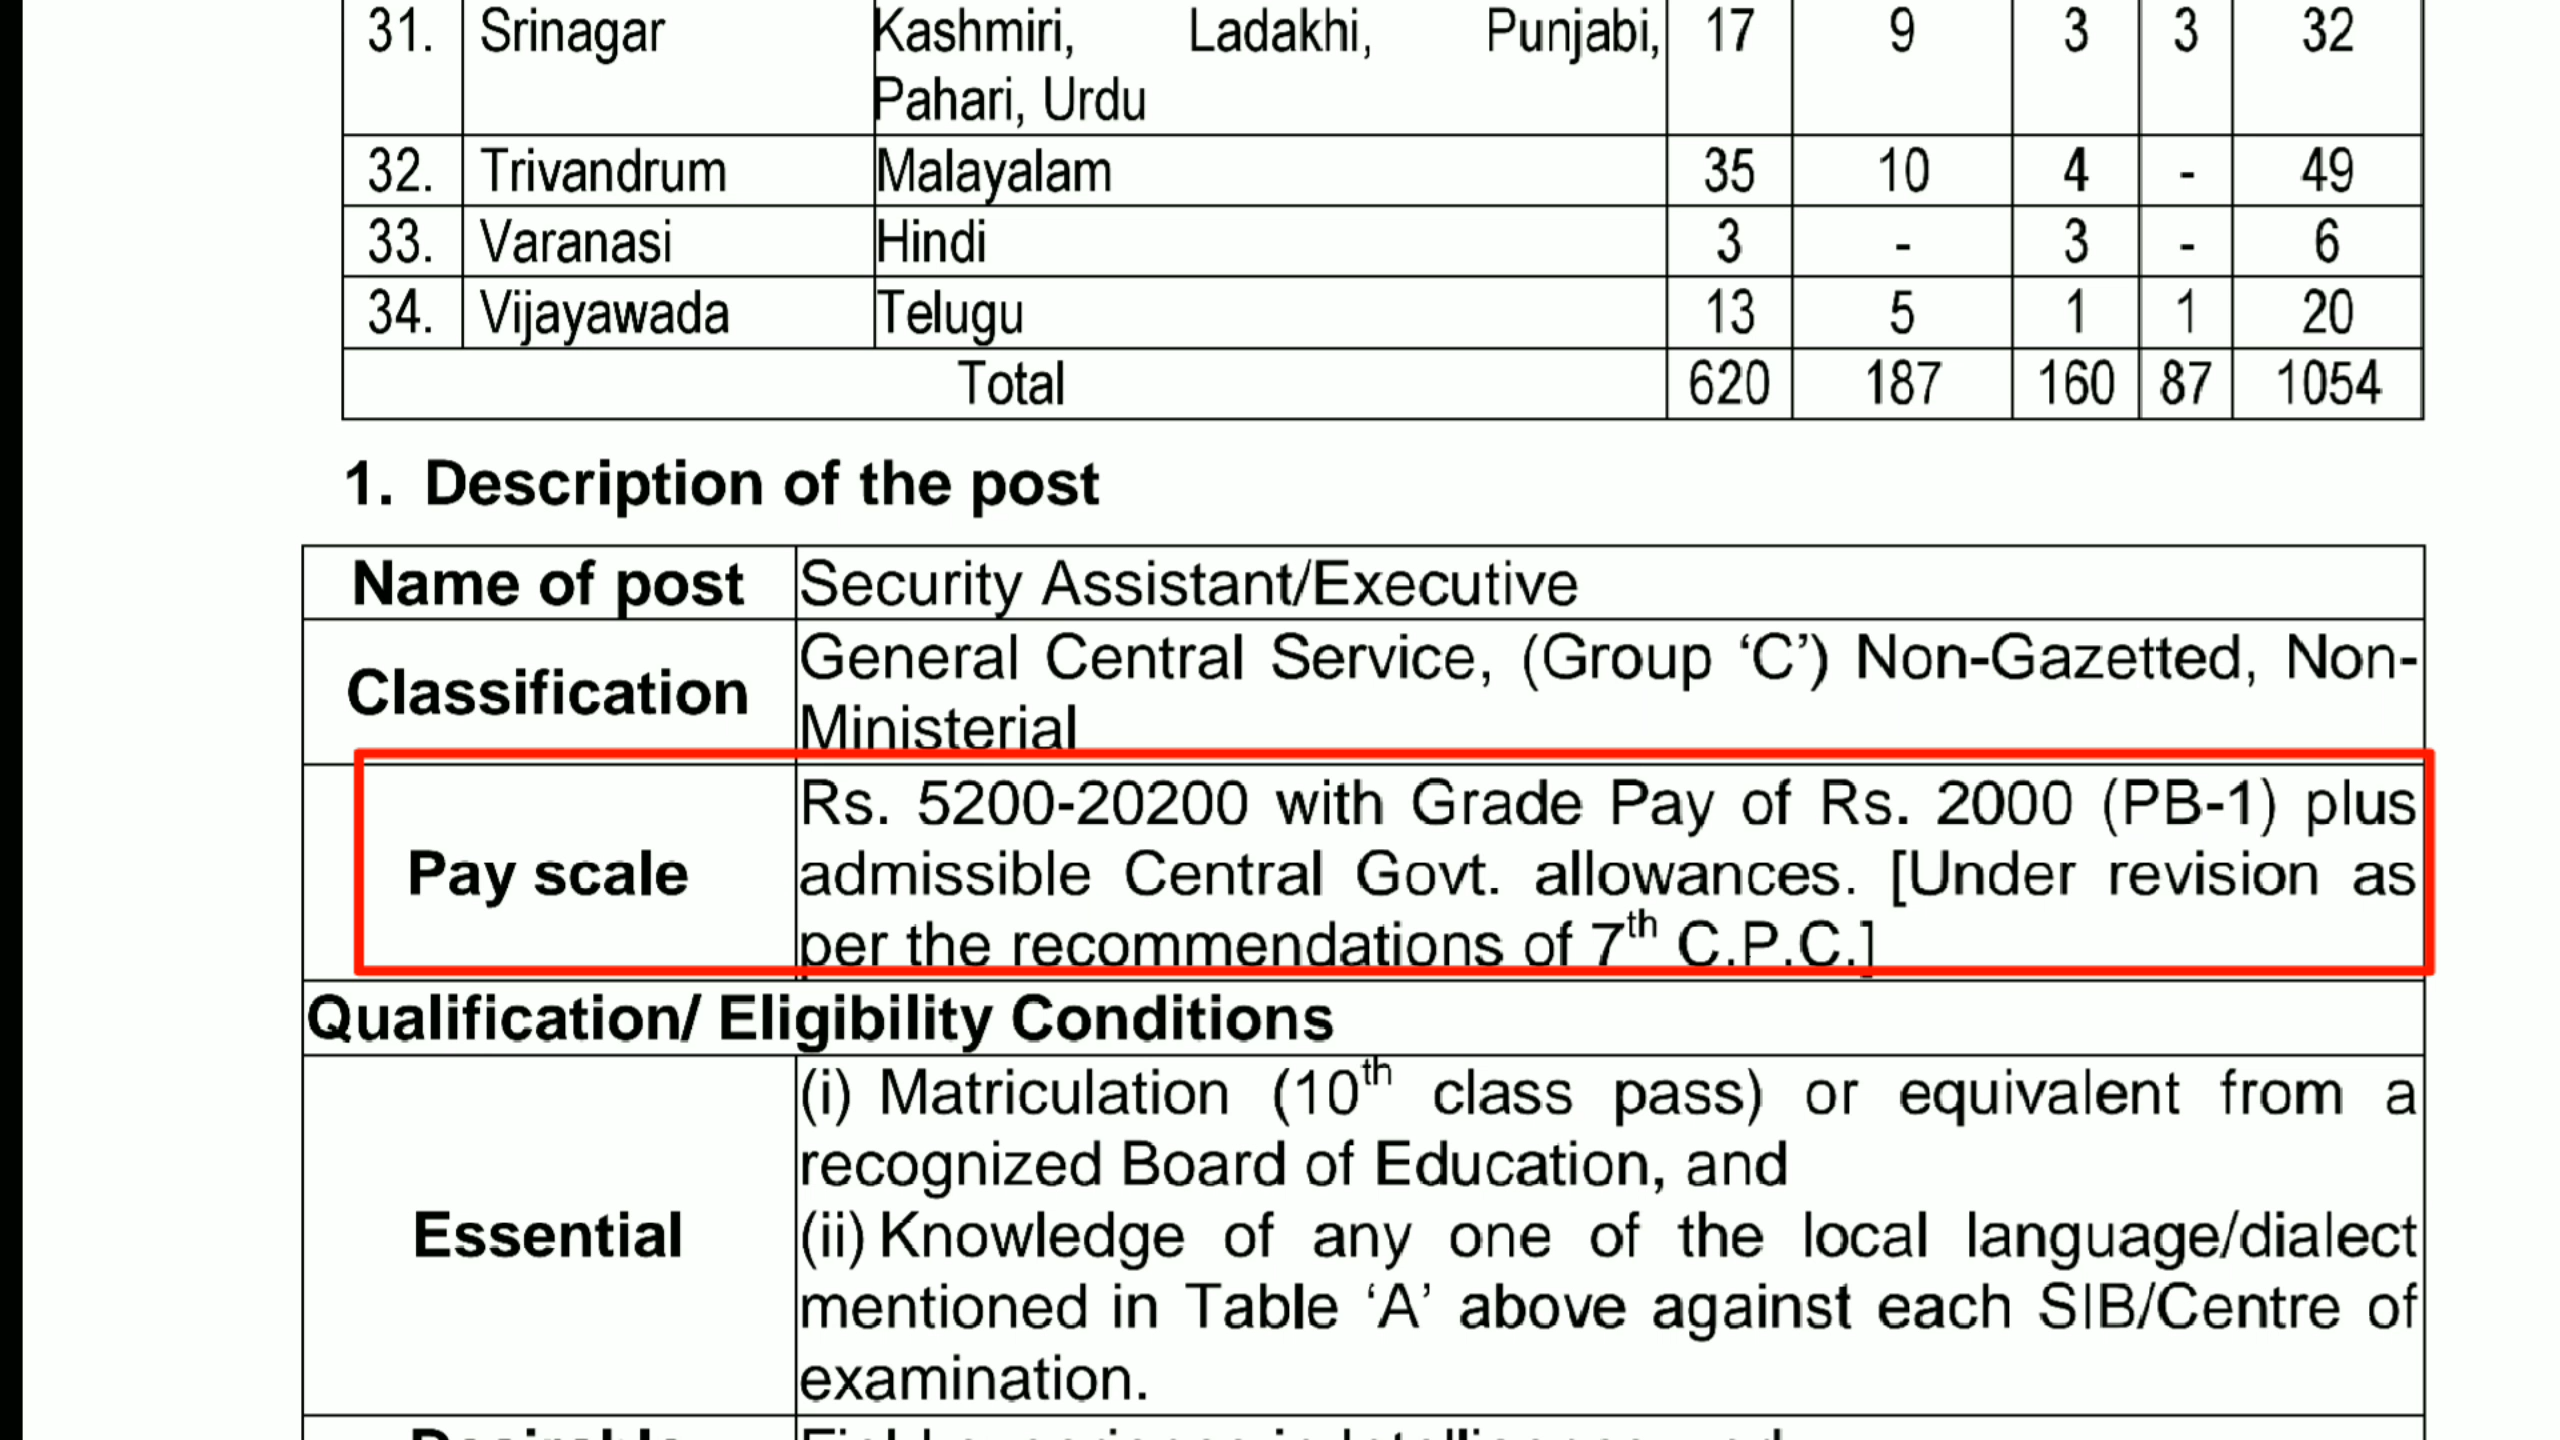 31. Srinagar Kashmiri, Ladakhi, Punjabi, 17 9 3 3 32
Pahari, Urdu
32. Trivandrum Malayalam 35 10 4 - 49
33. Varanasi Hindi 3 - 3 - 6
34. Vijayawada Telugu 13 5 1 1 20
Total 620 187 160 87 1054
1. Description of the post
Name of post Security Assistant/Executive
Classification General Central Service, (Group ‘C’) Non-Gazetted, Non-
Ministerial
Pay scale Rs. 5200-20200 with Grade Pay of Rs. 2000 (PB-1) plus
admissible Central Govt. allowances. [Under revision as
per the recommendations of 7th C.P.C.]
Qualification/ Eligibility Conditions
Essential (i) Matriculation (10th class pass) or equivalent from a
recognized Board of Education, and
(ii) Knowledge of any one of the local language/dialect
mentioned in Table ‘A’ above against each SIB/Centre of
examination.